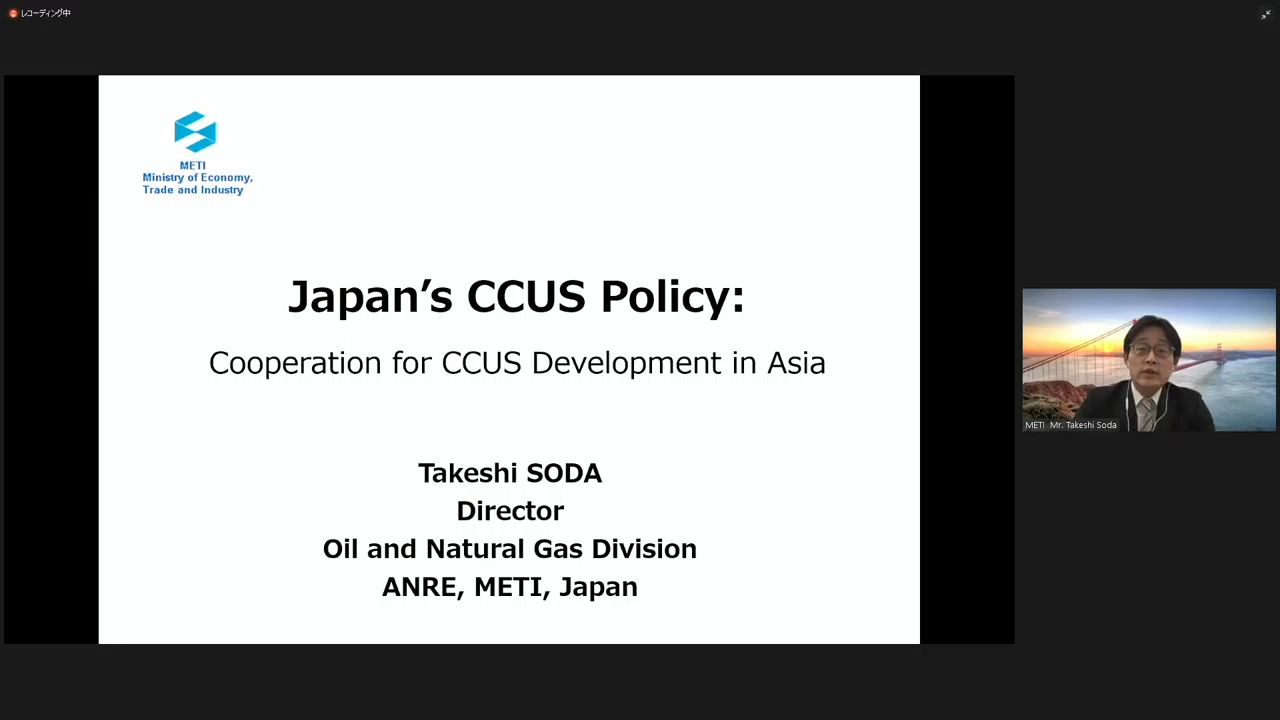 レコーディング中
METI
Ministry of Economy,
Trade and Industry
Japan's CCUS Policy:
Cooperation for CCUS Development in Asia
Takeshi SODA
Director
Oil and Natural Gas Division
ANRE, METI, Japan
METI Mr. Takeshi Soda